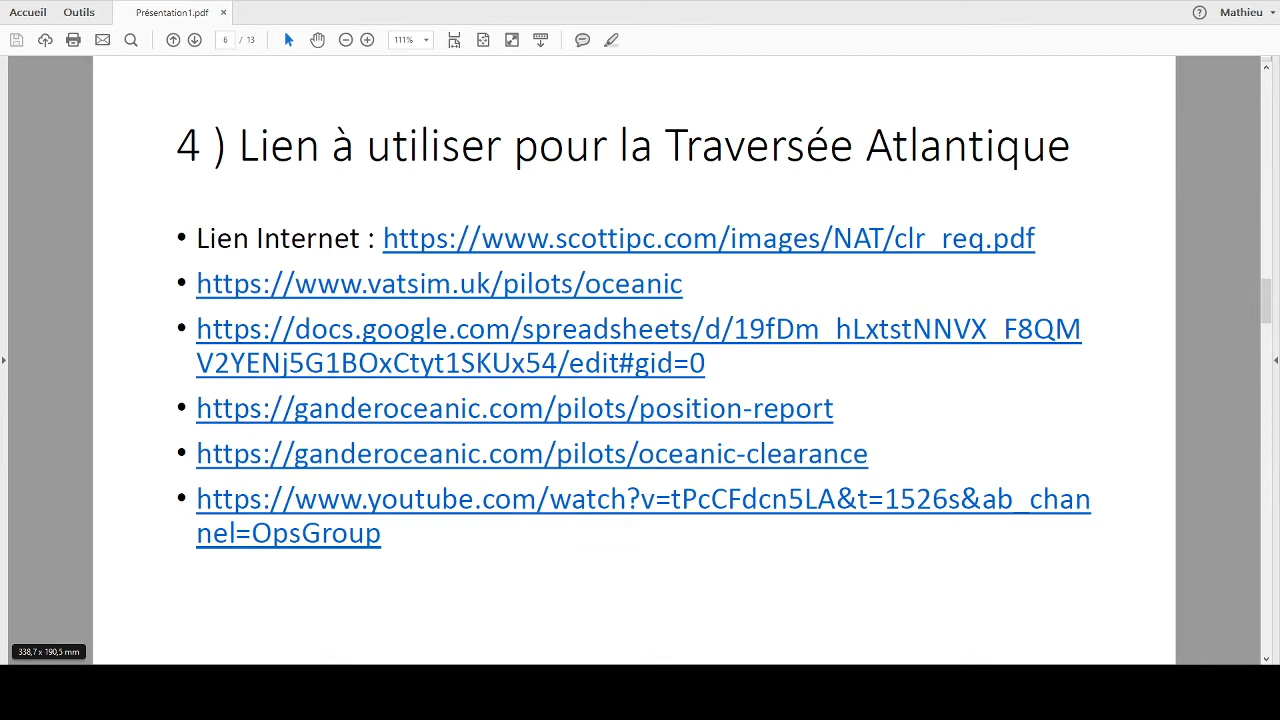 Accueil Outils Présentation1.pdf × Mathieu
6 / 13 111%
4 ) Lien à utiliser pour la Traversée Atlantique
• Lien Internet : https://www.scottipc.com/images/NAT/clr_req.pdf
• https://www.vatsim.uk/pilots/oceanic
• https://docs.google.com/spreadsheets/d/19fDm_hLxtstNNVX_F8QM
V2YENj5G1BOxCtyt1SKUx54/edit#gid=0
• https://ganderoceanic.com/pilots/position-report
• https://ganderoceanic.com/pilots/oceanic-clearance
• https://www.youtube.com/watch?v=tPcCFdcn5LA&t=1526s&ab_chan
nel=OpsGroup
338,7 x 190,5 mm